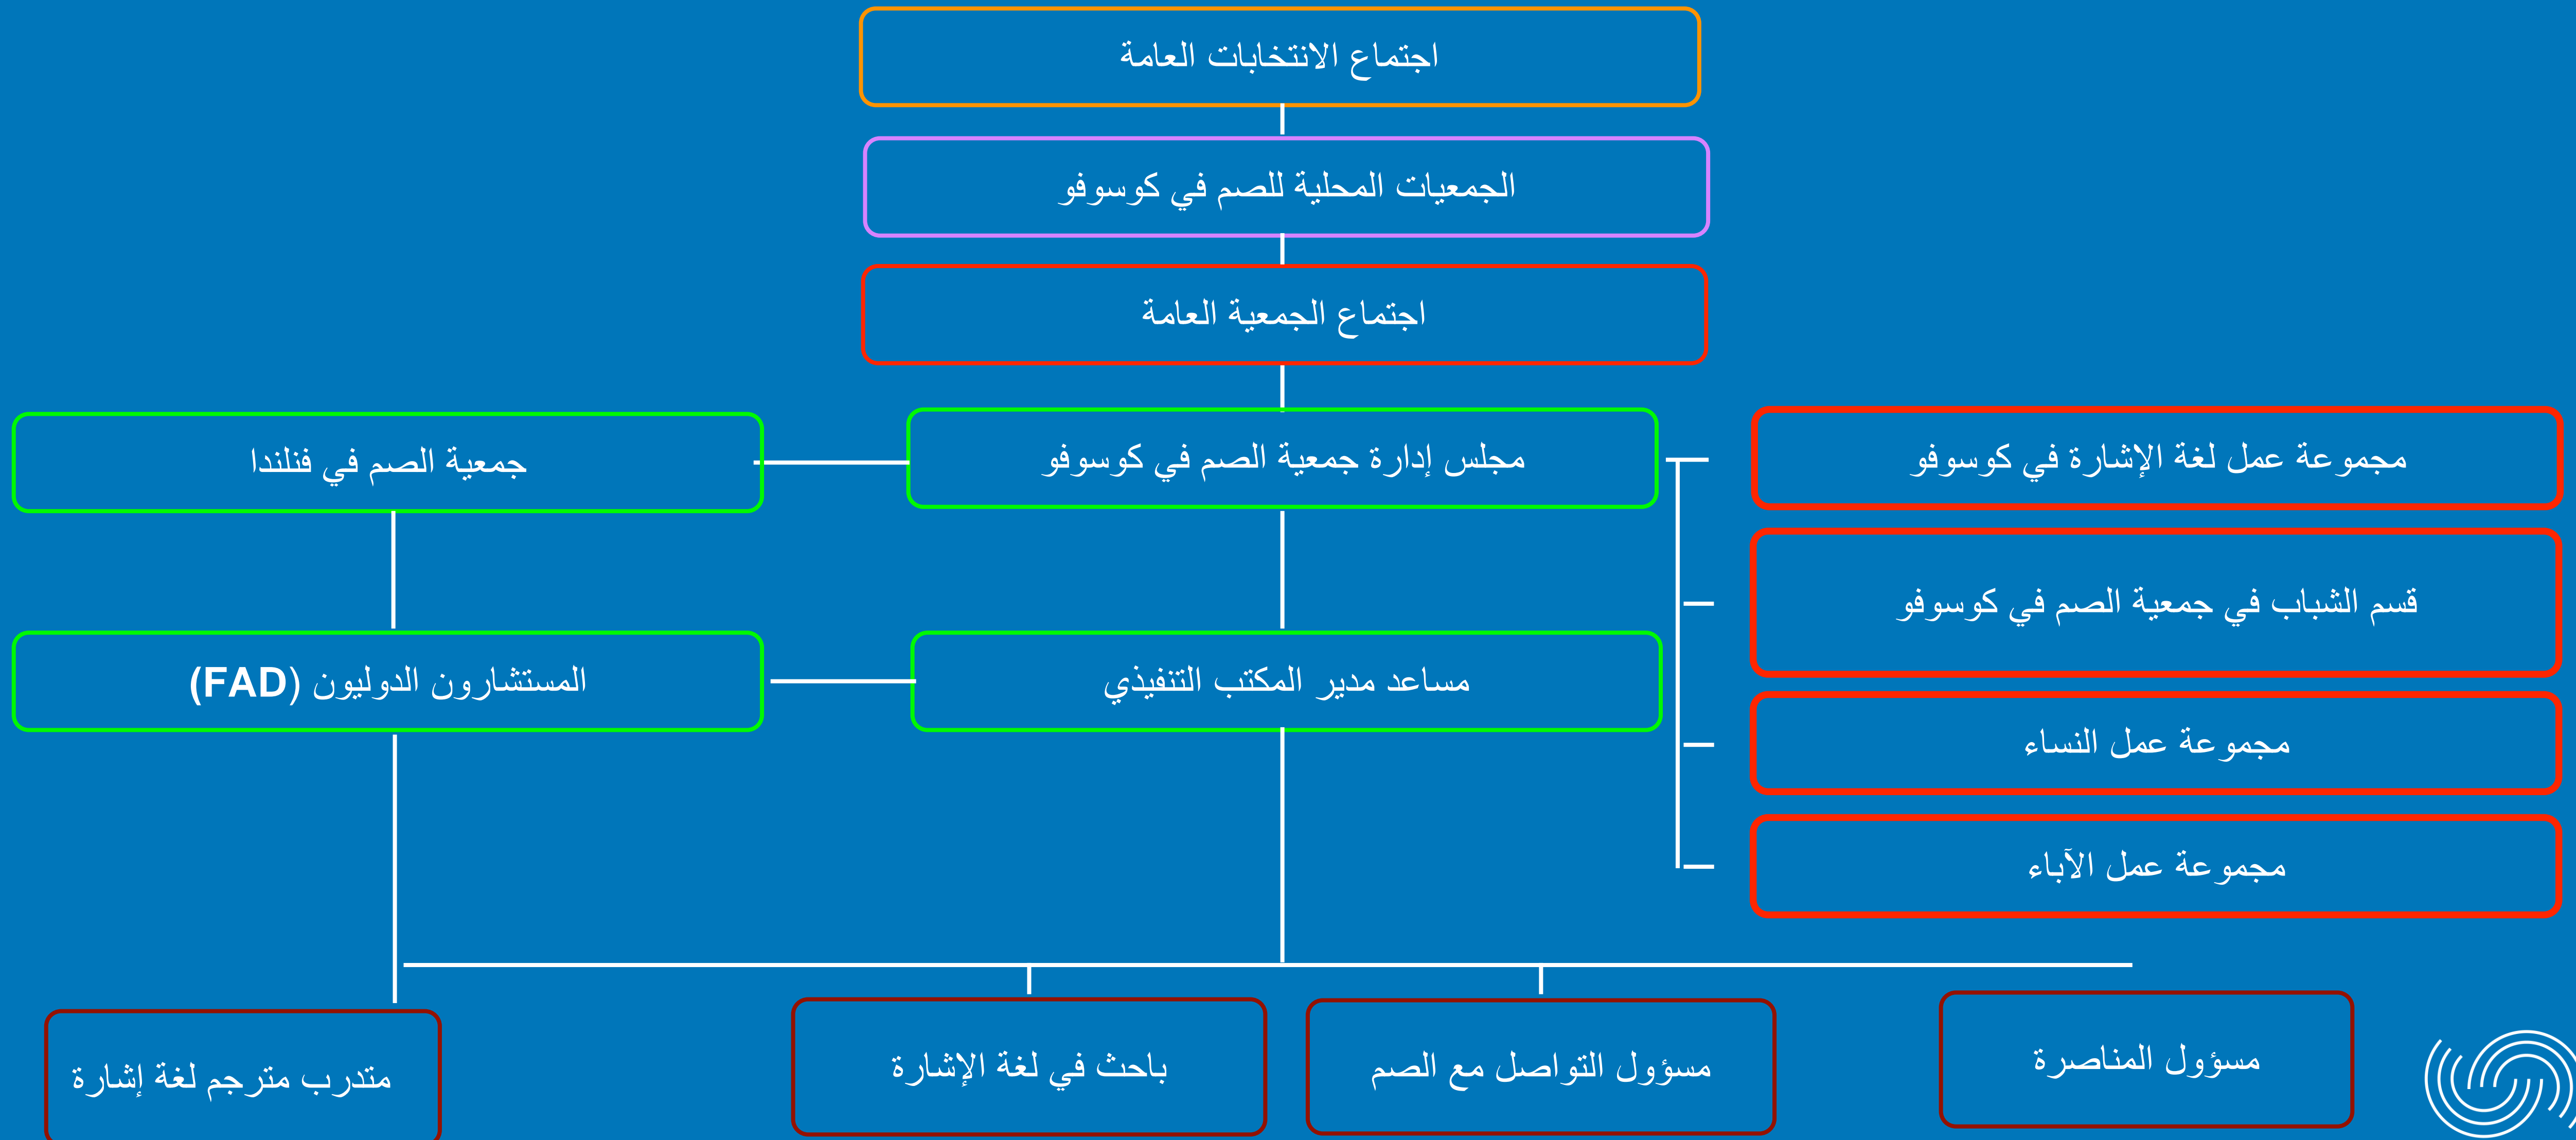 اجتماع الانتخابات العامة
الجمعيات المحلية للصم في كوسوفو
اجتماع الجمعية العامة
مجموعة عمل لغة الإشارة في كوسوفو
مجلس إدارة جمعية الصم في كوسوفو
جمعية الصم في فنلندا
قسم الشباب في جمعية الصم في كوسوفو
مساعد مدير المكتب التنفيذي
المستشارون الدوليون (FAD)
مجموعة عمل النساء
مجموعة عمل الآباء
مسؤول المناصرة
مسؤول التواصل مع الصم
باحث في لغة الإشارة
متدرب مترجم لغة إشارة